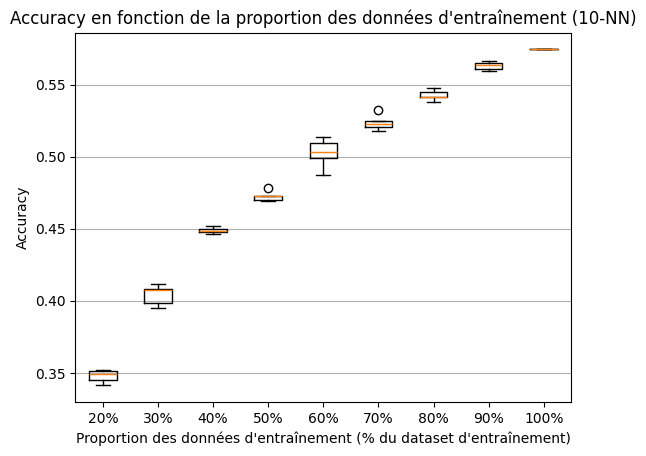 Accuracy en fonction de la proportion des données d'entraînement (10-NN)
Accuracy
0.55
0.50
0.45
0.40
0.35
20% 30% 40% 50% 60% 70% 80% 90% 100%
Proportion des données d'entraînement (% du dataset d'entraînement)